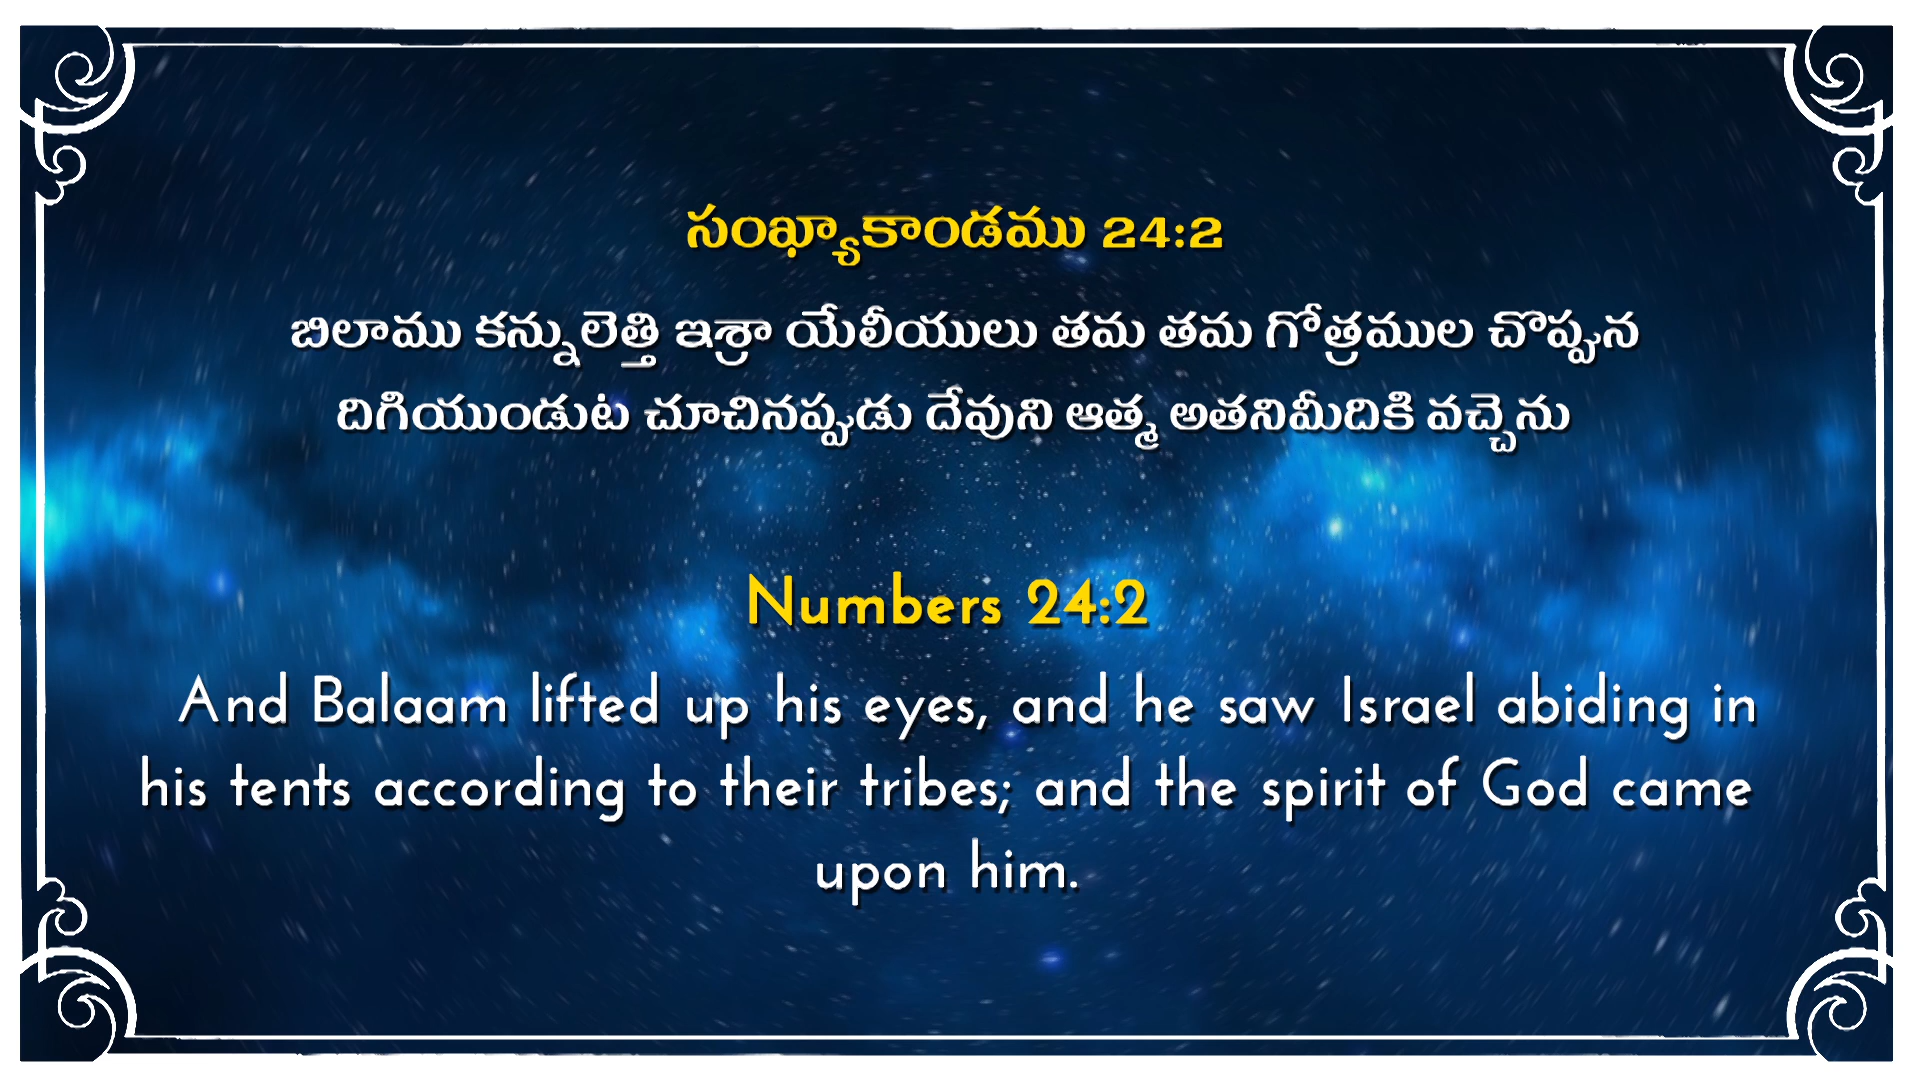 సంఖ్యాకాండము 24:2
బిలాము కన్నులెత్తి ఇశ్రా యేలీయులు తమ తమ గోత్రముల చొప్పున
దిగియుండుట చూచినప్పుడు దేవుని ఆత్మ అతనిమీదికి వచ్చెను
Numbers 24:2
And Balaam lifted up his eyes, and he saw Israel abiding in
his tents according to their tribes; and the spirit of God came
upon him.